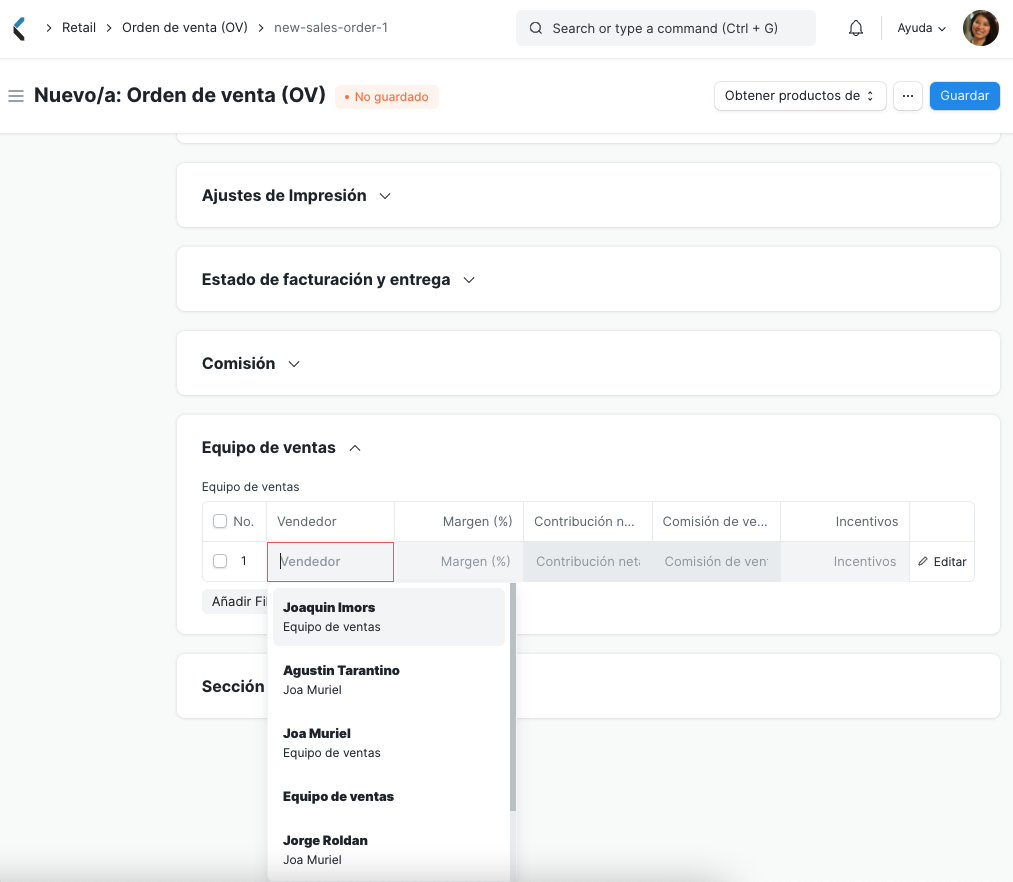 Retail
Orden de venta (OV)
new-sales-order-1
Search or type a command (Ctrl + G)
Ayuda
Nuevo/a: Orden de venta (OV)
No guardado
Obtener productos de
Guardar
Ajustes de Impresión
Estado de facturación y entrega
Comisión
Equipo de ventas
Equipo de ventas
No. Vendedor Margen (%) Contribución n... Comisión de ve... Incentivos
1 Vendedor Margen (%) Contribución net Comisión de ven Incentivos Editar
Añadir Fi
Joaquin Imors
Equipo de ventas
Agustin Tarantino
Joa Muriel
Sección
Joa Muriel
Equipo de ventas
Equipo de ventas
Jorge Roldan
Joa Muriel